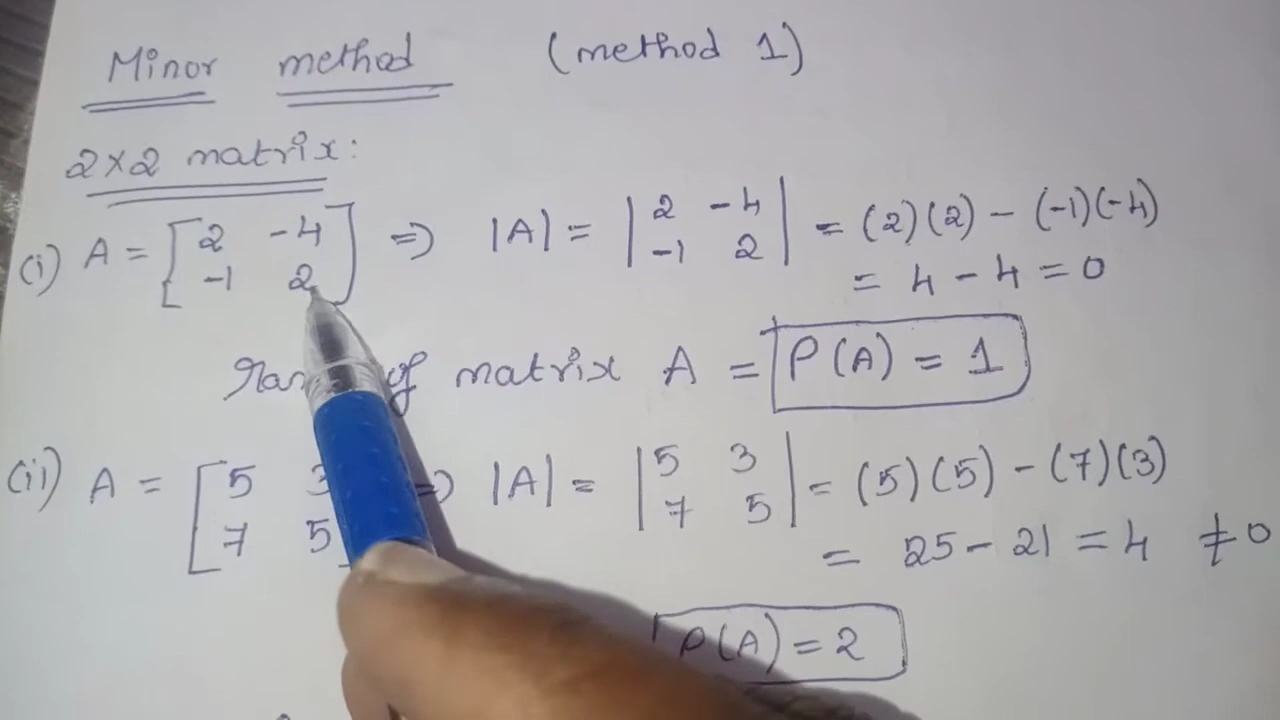 Minor method (method 1)
2×2 matrix:
(i) A = [2 -4 ⇒ |A| = |2 -4| = (2)(2) - (-1)(-4)
-1 2] -1 2 = 4 - 4 = 0
of matrix A = ρ(A) = 1
(ii) A = [5 3 ⇒ |A| = |5 3| = (5)(5) - (7)(3)
7 5 7 5 = 25 - 21 = 4 ≠0
ρ(A) = 2